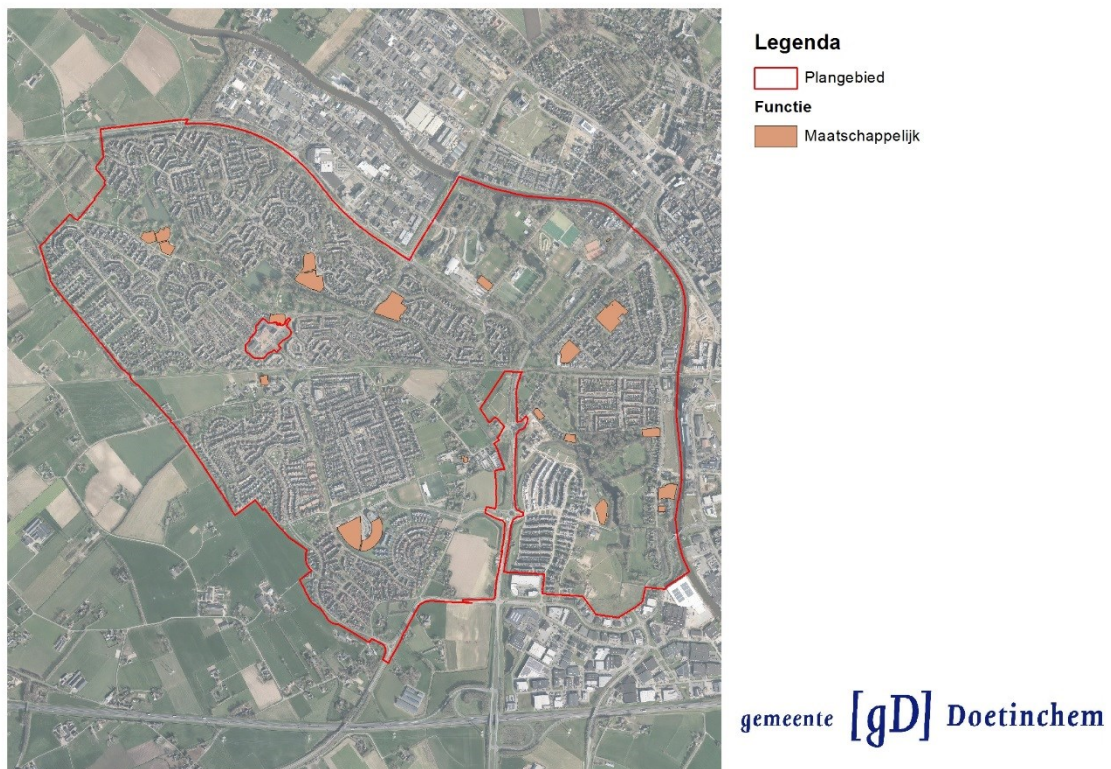 Legenda
Plangebied
Functie
Maatschappelijk
gemeente [gD] Doetinchem